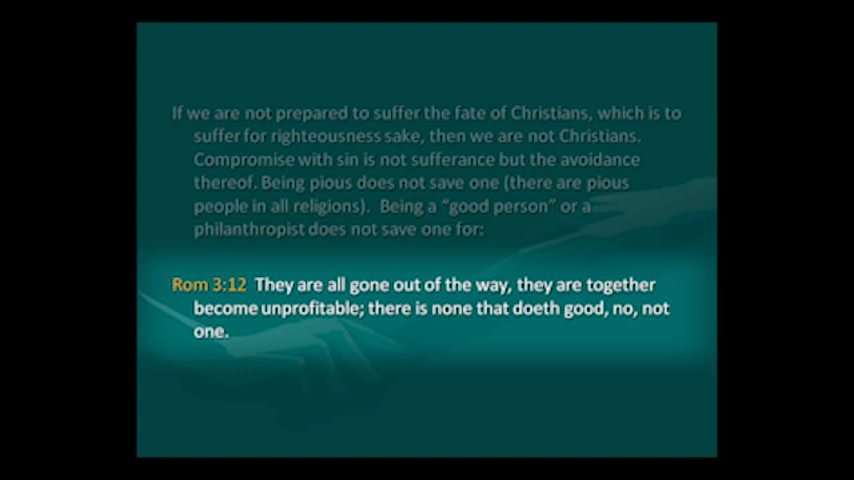 If we are not prepared to suffer the fate of Christians, which is to
suffer for righteousness sake, then we are not Christians.
Compromise with sin is not sufferance but the avoidance
thereof. Being pious does not save one (there are pious
people in all religions).  Being a “good person” or a
philanthropist does not save one for:
Rom 3:12  They are all gone out of the way, they are together
become unprofitable; there is none that doeth good, no, not
one.